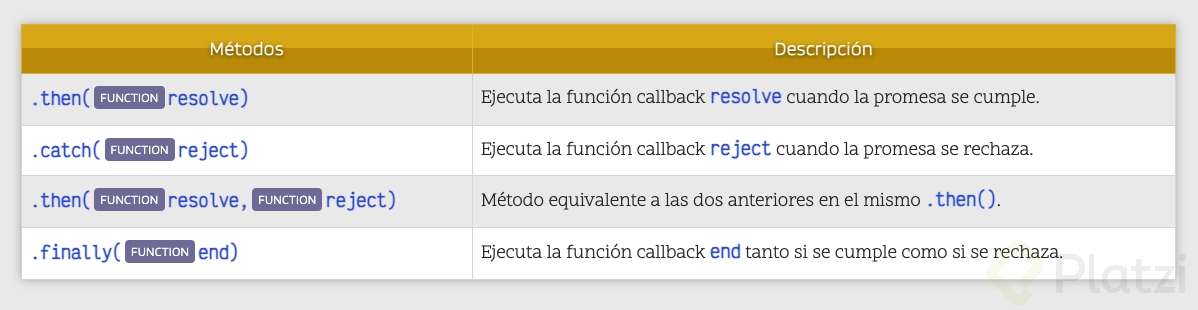 Métodos Descripción
.then( FUNCTION resolve) Ejecuta la función callback resolve cuando la promesa se cumple.
.catch( FUNCTION reject) Ejecuta la función callback reject cuando la promesa se rechaza.
.then( FUNCTION resolve, FUNCTION reject) Método equivalente a las dos anteriores en el mismo .then().
.finally( FUNCTION end) Ejecuta la función callback end tanto si se cumple como si se rechaza.
Platzi